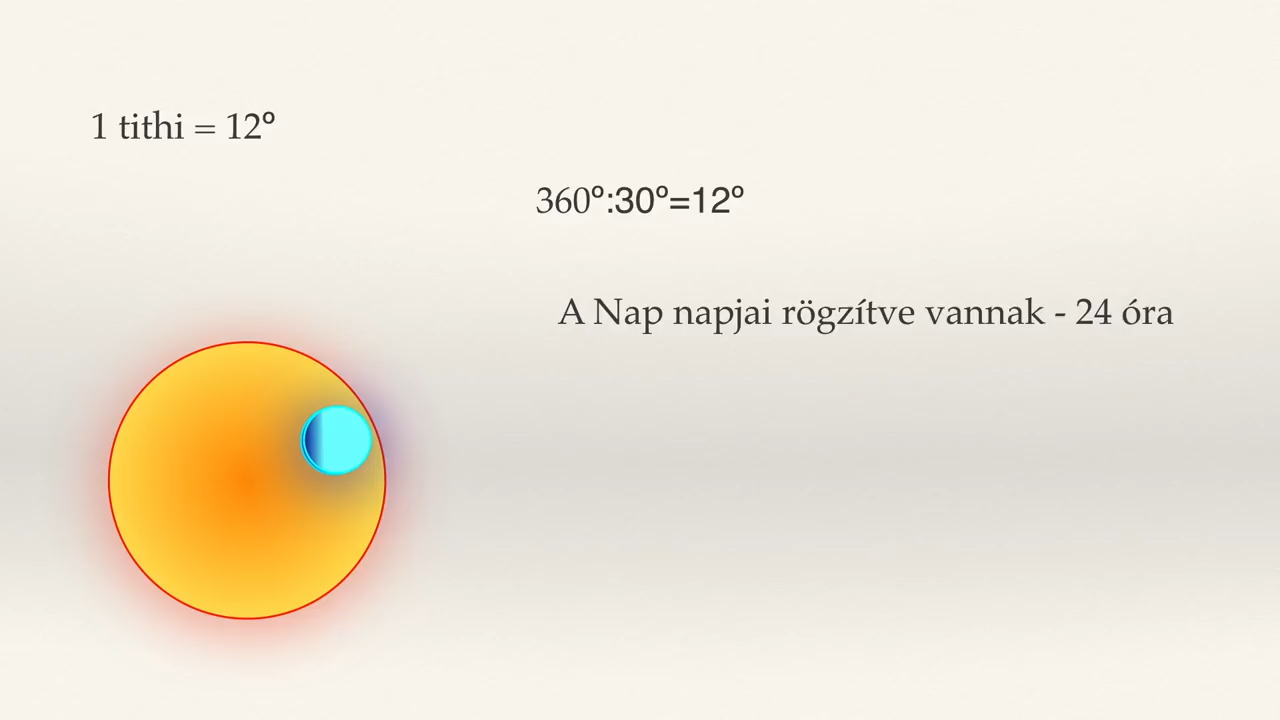 1 tithi = 12º
360º:30º=12º
A Nap napjai rögzítve vannak - 24 óra